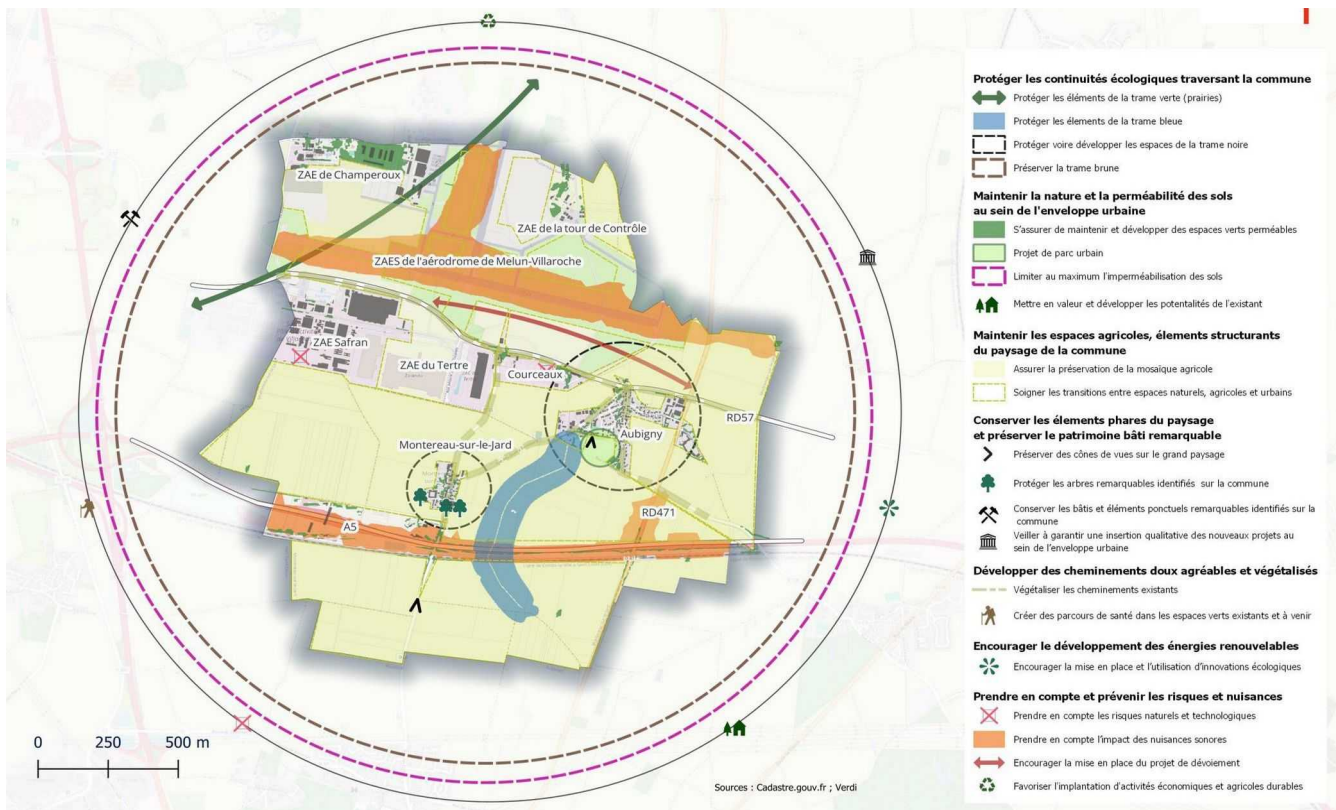 ZAE de Champeroux
ZAE de la tour de Contrôle
ZAES de l'aérodrome de Melun-Villaroche
ZAE Safran
ZAE du Tertre
Courceaux
RD57
Aubigny
Montereau-sur-le-Jard
RD471
A5
0 250 500 m
Sources : Cadastre.gouv.fr ; Verdi
Protéger les continuités écologiques traversant la commune
Protéger les éléments de la trame verte (prairies)
Protéger les élements de la trame bleue
Protéger voire développer les espaces de la trame noire
Préserver la trame brune
Maintenir la nature et la perméabilité des sols
au sein de l'enveloppe urbaine
S'assurer de maintenir et développer des espaces verts perméables
Projet de parc urbain
Limiter au maximum l'imperméabilisation des sols
Mettre en valeur et développer les potentialités de l'existant
Maintenir les espaces agricoles, élements structurants
du paysage de la commune
Assurer la préservation de la mosaïque agricole
Soigner les transitions entre espaces naturels, agricoles et urbains
Conserver les élements phares du paysage
et préserver le patrimoine bâti remarquable
Préserver des cônes de vues sur le grand paysage
Protéger les arbres remarquables identifiés sur la commune
Conserver les bâtis et éléments ponctuels remarquables identifiés sur la
commune
Veiller à garantir une insertion qualitative des nouveaux projets au
sein de l'enveloppe urbaine
Développer des cheminements doux agréables et végétalisés
Végétaliser les cheminements existants
Créer des parcours de santé dans les espaces verts existants et à venir
Encourager le développement des énergies renouvelables
Encourager la mise en place et l'utilisation d'innovations écologiques
Prendre en compte et prévenir les risques et nuisances
Prendre en compte les risques naturels et technologiques
Prendre en compte l'impact des nuisances sonores
Encourager la mise en place du projet de dévoiement
Favoriser l'implantation d'activités économiques et agricoles durables